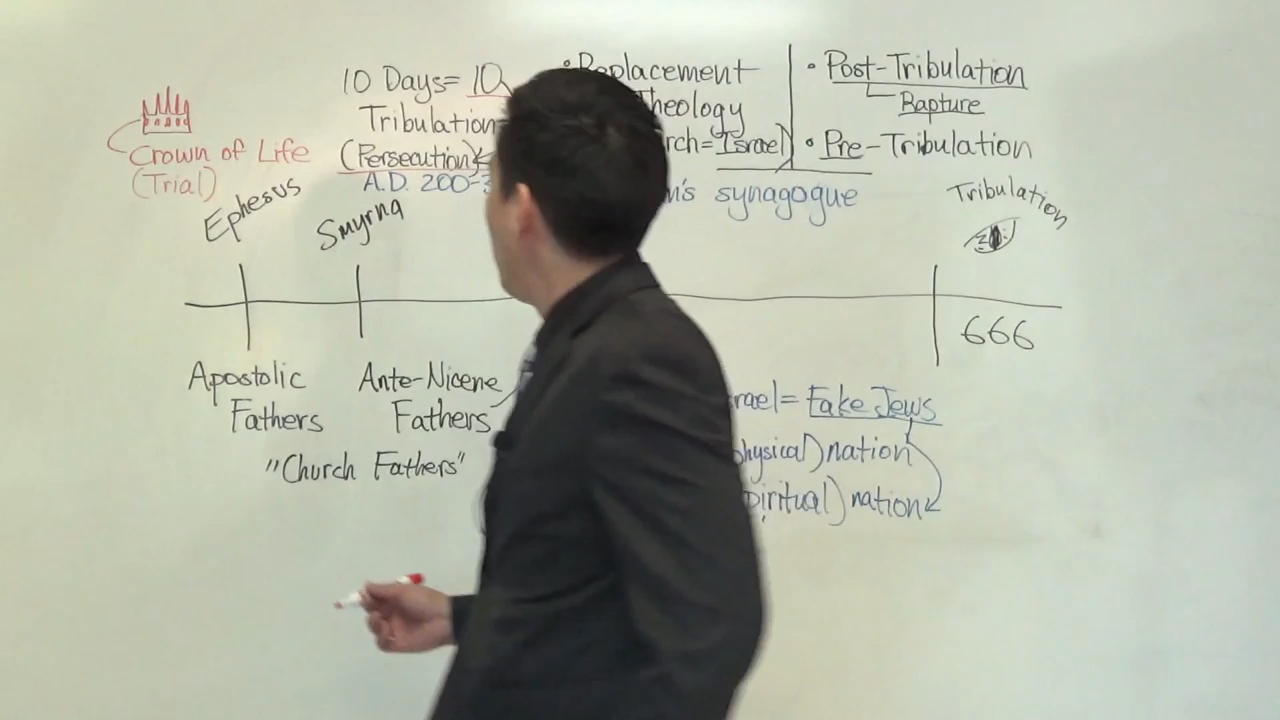 10 Days= 10
Tribulation
(Persecution)
A.D. 200-3
Crown of Life
(Trial)
• Replacement
Theology
rch=Israel)
n's synagogue
• Post-Tribulation
Rapture
• Pre-Tribulation
Tribulation
Ephesus
Smyrna
666
Apostolic
Fathers
Ante-Nicene
Fathers
"Church Fathers"
rael= Fake Jews
physical) nation
piritual) nation